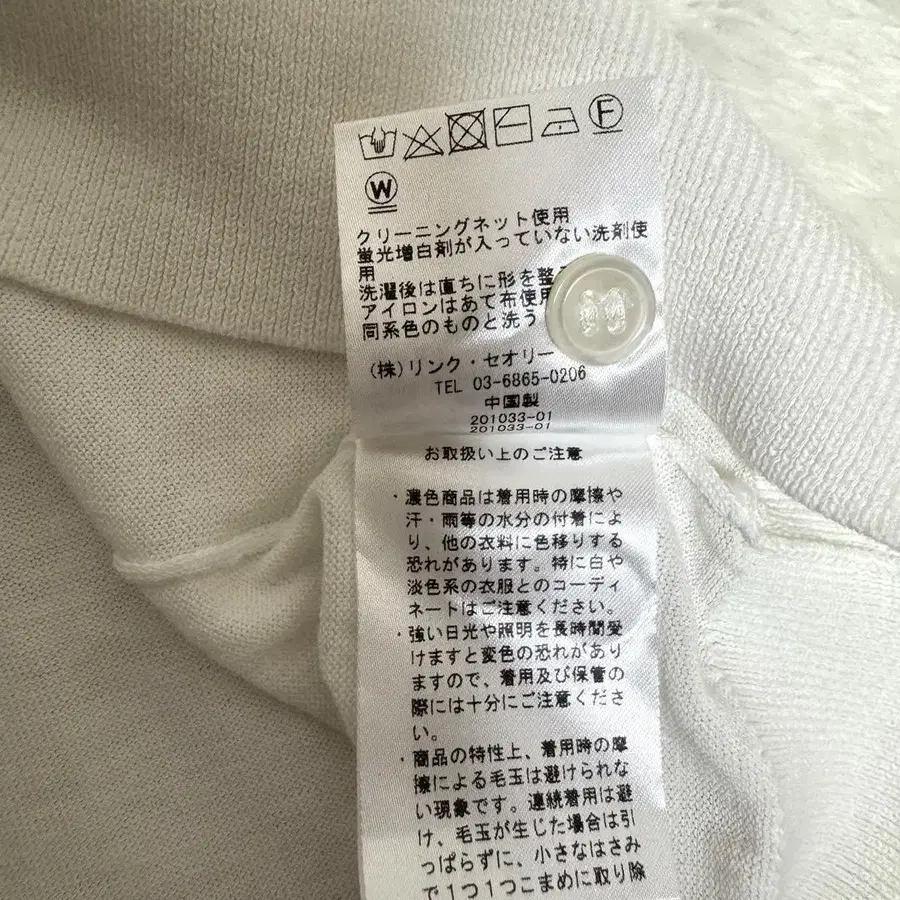 F
W
クリーニングネット使用
蛍光増白剤が入っていない洗剤使
用
洗濯後は直ちに形を整
アイロンはあて布使用
同系色のものと洗う
(株)リンク・セオリー
TEL 03-6865-0206
中国製
201033-01
201033-01
お取扱い上のご注意
・濃色商品は着用時の摩擦や
汗・雨等の水分の付着によ
り、他の衣料に色移りする
恐れがあります。特に白や
淡色系の衣服とのコーディ
ネートはご注意ください。
・強い日光や照明を長時間受
けますと変色の恐れがあり
ますので、着用及び保管の
際には十分にご注意くださ
い。
・商品の特性上、着用時の摩
擦による毛玉は避けられな
い現象です。連続着用は避
け、毛玉が生じた場合は引
っぱらずに、小さなはさみ
で1つ1つこまめに取り除